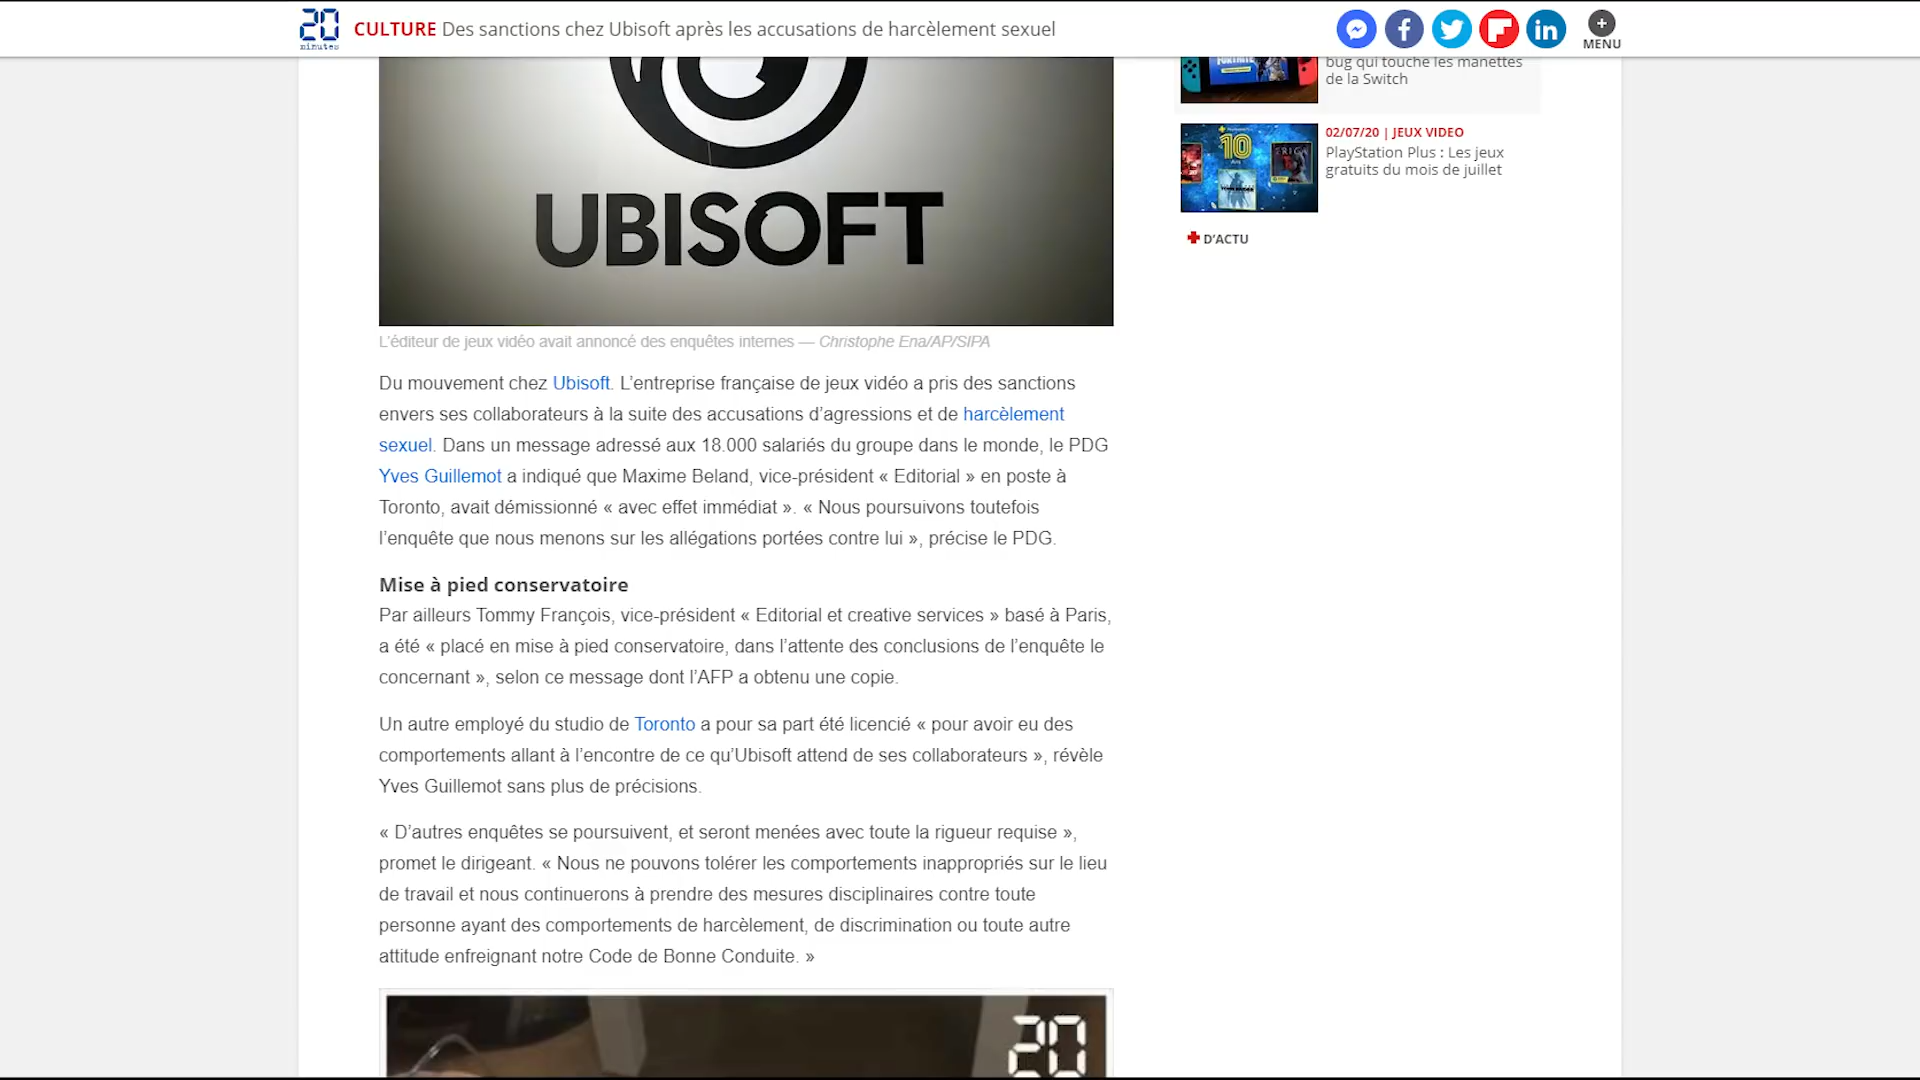 20 minutes
CULTURE Des sanctions chez Ubisoft après les accusations de harcèlement sexuel
MENU
UBISOFT
L’éditeur de jeux vidéo avait annoncé des enquêtes internes — Christophe Ena/AP/SIPA
Du mouvement chez Ubisoft. L’entreprise française de jeux vidéo a pris des sanctions
envers ses collaborateurs à la suite des accusations d’agressions et de harcèlement
sexuel. Dans un message adressé aux 18.000 salariés du groupe dans le monde, le PDG
Yves Guillemot a indiqué que Maxime Beland, vice-président « Editorial » en poste à
Toronto, avait démissionné « avec effet immédiat ». « Nous poursuivons toutefois
l’enquête que nous menons sur les allégations portées contre lui », précise le PDG.
Mise à pied conservatoire
Par ailleurs Tommy François, vice-président « Editorial et creative services » basé à Paris,
a été « placé en mise à pied conservatoire, dans l’attente des conclusions de l’enquête le
concernant », selon ce message dont l’AFP a obtenu une copie.
Un autre employé du studio de Toronto a pour sa part été licencié « pour avoir eu des
comportements allant à l’encontre de ce qu’Ubisoft attend de ses collaborateurs », révèle
Yves Guillemot sans plus de précisions.
« D’autres enquêtes se poursuivent, et seront menées avec toute la rigueur requise »,
promet le dirigeant. « Nous ne pouvons tolérer les comportements inappropriés sur le lieu
de travail et nous continuerons à prendre des mesures disciplinaires contre toute
personne ayant des comportements de harcèlement, de discrimination ou toute autre
attitude enfreignant notre Code de Bonne Conduite. »
20
FORTNITE
bug qui touche les manettes
de la Switch
10
02/07/20 | JEUX VIDEO
PlayStation Plus : Les jeux
gratuits du mois de juillet
D’ACTU